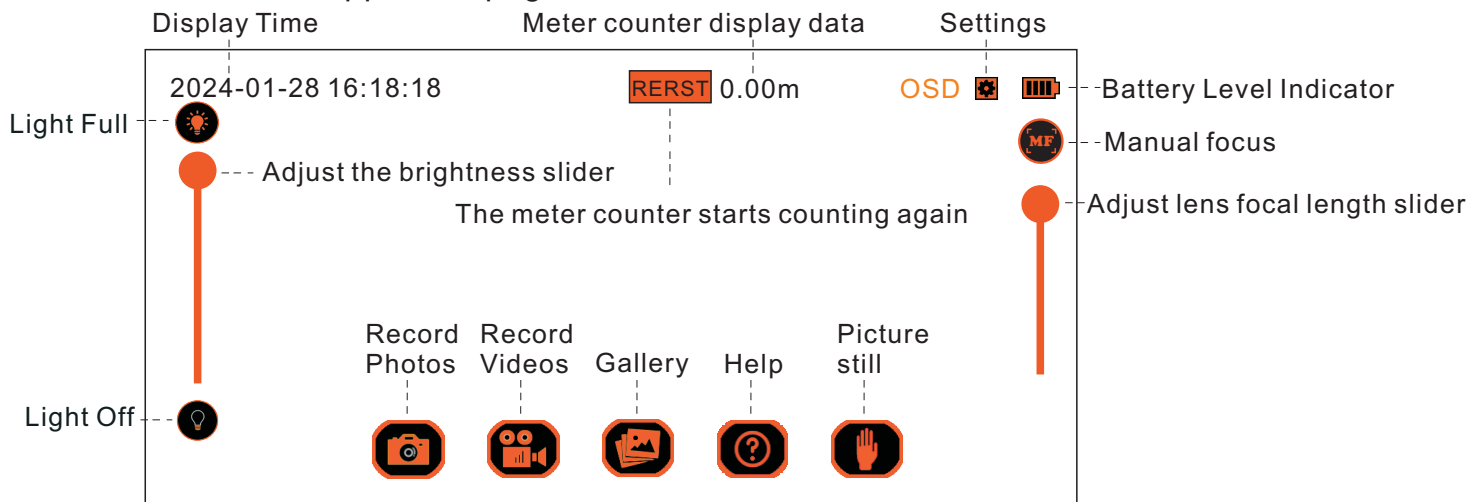 Display Time
Meter counter display data
Settings
2024-01-28 16:18:18
RERST 0.00m
OSD
Battery Level Indicator
Light Full
MF
Manual focus
Adjust the brightness slider
Adjust lens focal length slider
The meter counter starts counting again
Record
Photos
Record
Videos
Gallery
Help
Picture
still
Light Off